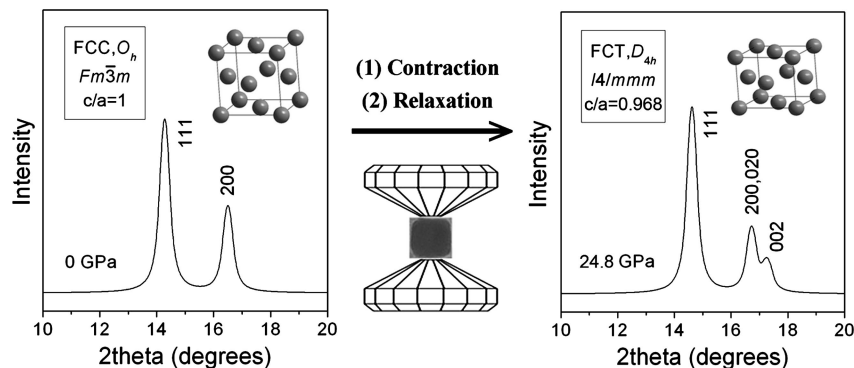 FCC,Oh
Fm3̅m
c/a=1
111
200
0 GPa
Intensity
10 12 14 16 18 20
2theta (degrees)
(1) Contraction
(2) Relaxation
FCT,D4h
I4/mmm
c/a=0.968
111
200,020
002
24.8 GPa
Intensity
10 12 14 16 18 20
2theta (degrees)